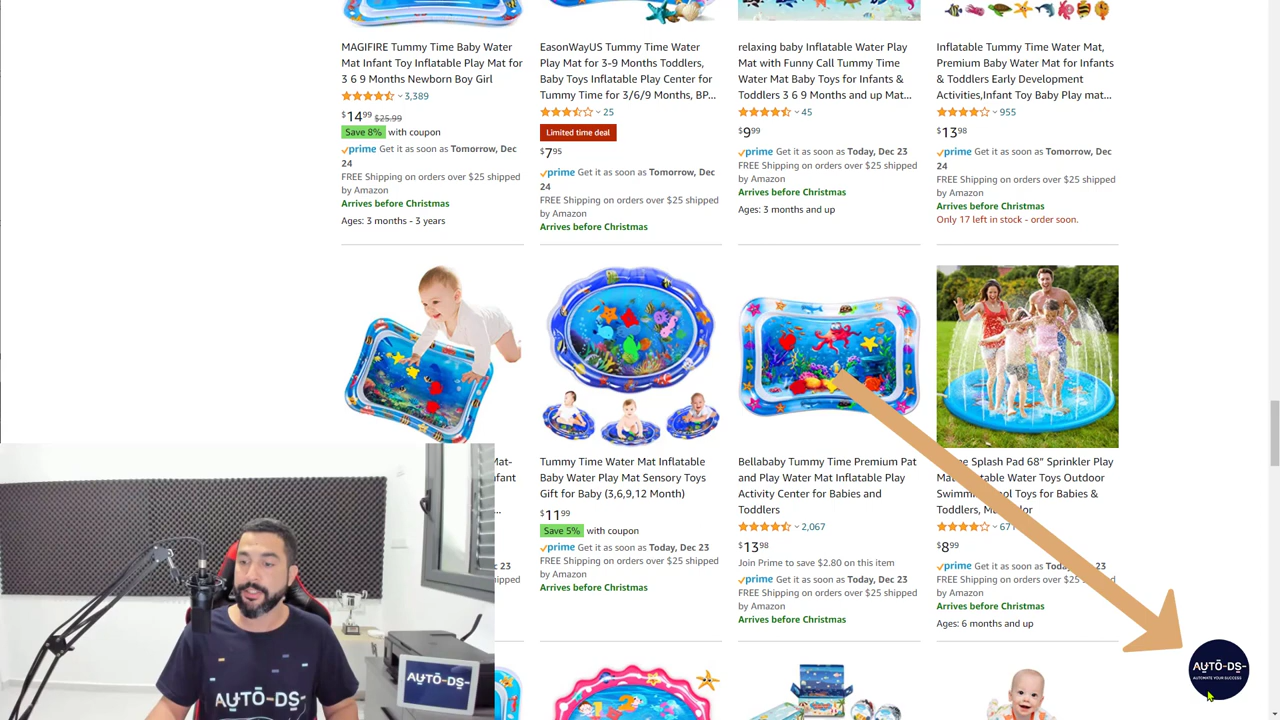 MAGIFIRE Tummy Time Baby Water
Mat Infant Toy Inflatable Play Mat for
3 6 9 Months Newborn Boy Girl
3,389
$14.99 $25.99
Save 8% with coupon
prime Get it as soon as Tomorrow, Dec
24
FREE Shipping on orders over $25 shipped
by Amazon
Arrives before Christmas
Ages: 3 months - 3 years
EasonWayUS Tummy Time Water
Play Mat for 3-9 Months Toddlers,
Baby Toys Inflatable Play Center for
Tummy Time for 3/6/9 Months, BP...
25
Limited time deal
$7.95
prime Get it as soon as Tomorrow, Dec
24
FREE Shipping on orders over $25 shipped
by Amazon
Arrives before Christmas
relaxing baby Inflatable Water Play
Mat with Funny Call Tummy Time
Water Mat Baby Toys for Infants &
Toddlers 3 6 9 Months and up Mat...
45
$9.99
prime Get it as soon as Today, Dec 23
FREE Shipping on orders over $25 shipped
by Amazon
Arrives before Christmas
Ages: 3 months and up
Inflatable Tummy Time Water Mat,
Premium Baby Water Mat for Infants
& Toddlers Early Development
Activities,Infant Toy Baby Play mat...
955
$13.98
prime Get it as soon as Tomorrow, Dec
24
FREE Shipping on orders over $25 shipped
by Amazon
Arrives before Christmas
Only 17 left in stock - order soon.
Mat-
Tummy Time Water Mat Inflatable
Baby Water Play Mat Sensory Toys
Gift for Baby (3,6,9,12 Month)
$11.99
Save 5% with coupon
prime Get it as soon as Today, Dec 23
FREE Shipping on orders over $25 shipped
by Amazon
Arrives before Christmas
Bellababy Tummy Time Premium Pat
and Play Water Mat Inflatable Play
Activity Center for Babies and
Toddlers
2,067
$13.98
Join Prime to save $2.80 on this item
prime Get it as soon as Today, Dec 23
FREE Shipping on orders over $25 shipped
by Amazon
Arrives before Christmas
Splash Pad 68" Sprinkler Play
Water Toys Outdoor
Toys for Babies &
Toddlers,
$8.99
prime Get it as soon as
FREE Shipping on orders over $25
by Amazon
Arrives before Christmas
Ages: 6 months and up
AUTO-DS-
AUTO-DS-
AUTO-DS-
AUTOMATE YOUR SUCCESS